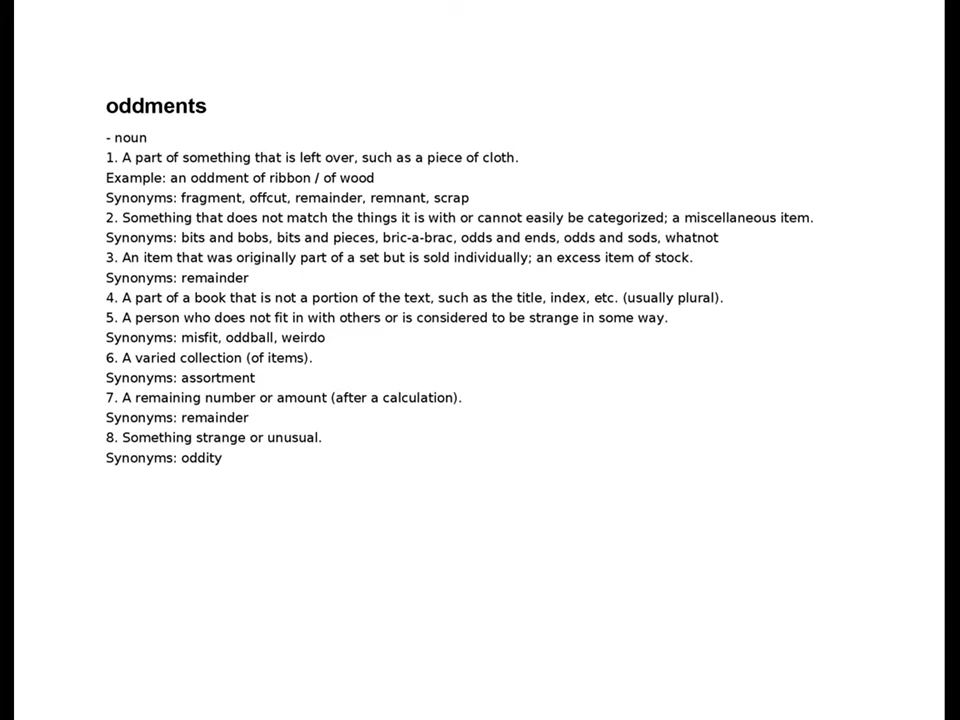 oddments
- noun
1. A part of something that is left over, such as a piece of cloth.
Example: an oddment of ribbon / of wood
Synonyms: fragment, offcut, remainder, remnant, scrap
2. Something that does not match the things it is with or cannot easily be categorized; a miscellaneous item.
Synonyms: bits and bobs, bits and pieces, bric-a-brac, odds and ends, odds and sods, whatnot
3. An item that was originally part of a set but is sold individually; an excess item of stock.
Synonyms: remainder
4. A part of a book that is not a portion of the text, such as the title, index, etc. (usually plural).
5. A person who does not fit in with others or is considered to be strange in some way.
Synonyms: misfit, oddball, weirdo
6. A varied collection (of items).
Synonyms: assortment
7. A remaining number or amount (after a calculation).
Synonyms: remainder
8. Something strange or unusual.
Synonyms: oddity